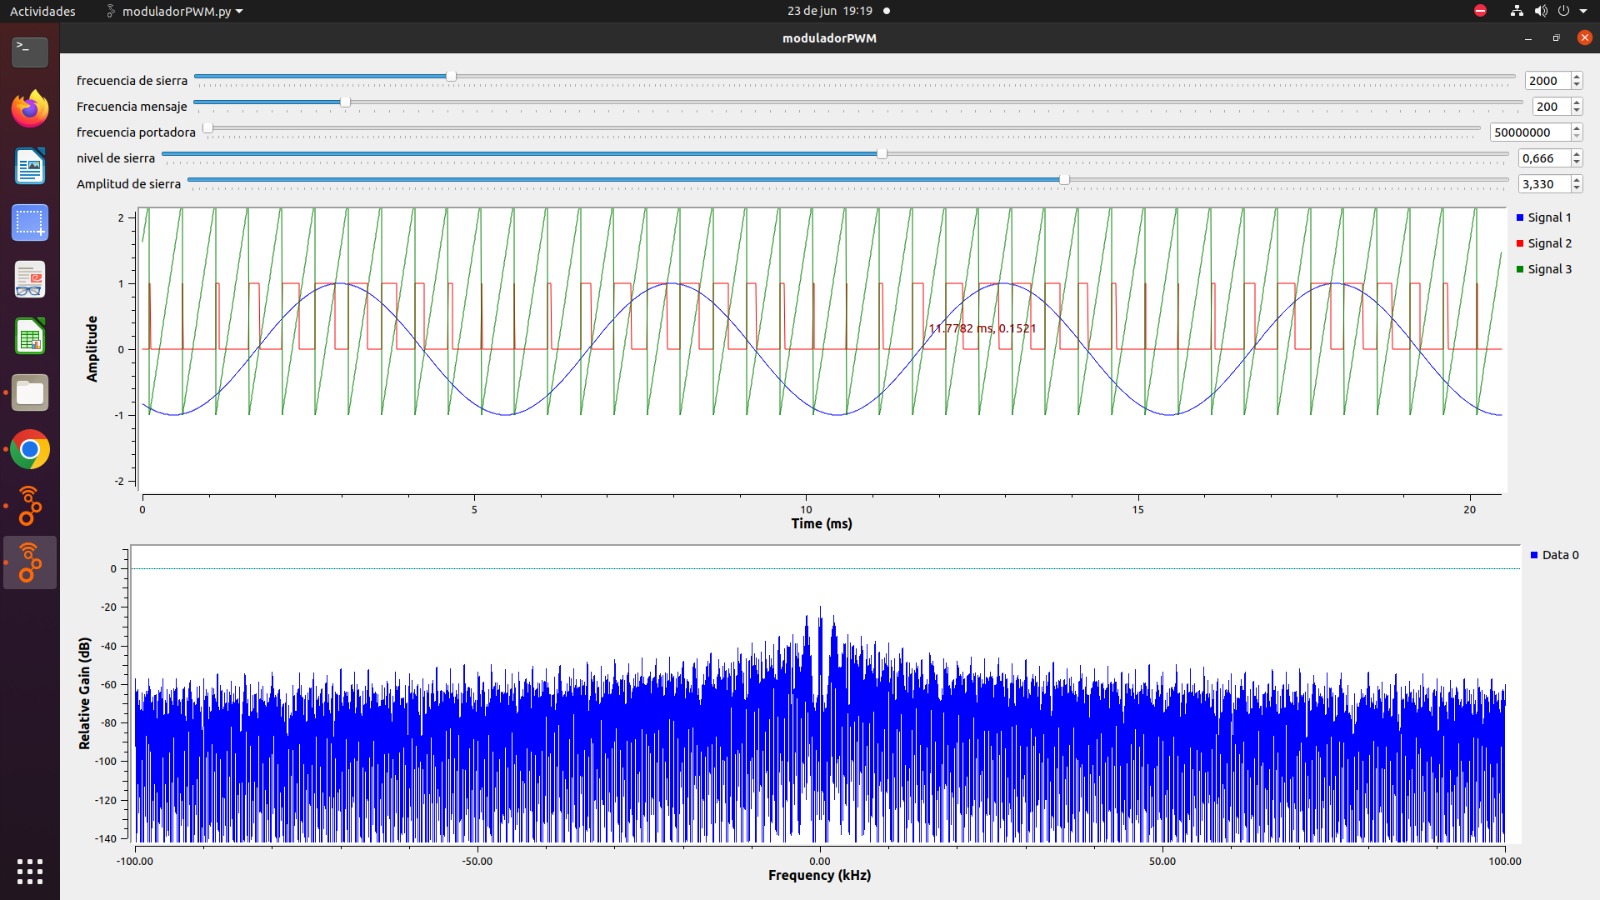 Actividades
moduladorPWM.py
23 de jun 19:19
moduladorPWM
frecuencia de sierra
2000
Frecuencia mensaje
200
frecuencia portadora
50000000
nivel de sierra
0,666
Amplitud de sierra
3,330
Signal 1
Signal 2
Signal 3
Amplitude
2
1
0
-1
-2
11.7782 ms, 0.1521
0
5
10
15
20
Time (ms)
Data 0
Relative Gain (dB)
0
-20
-40
-60
-80
-100
-120
-140
-100.00
-50.00
0.00
50.00
100.00
Frequency (kHz)